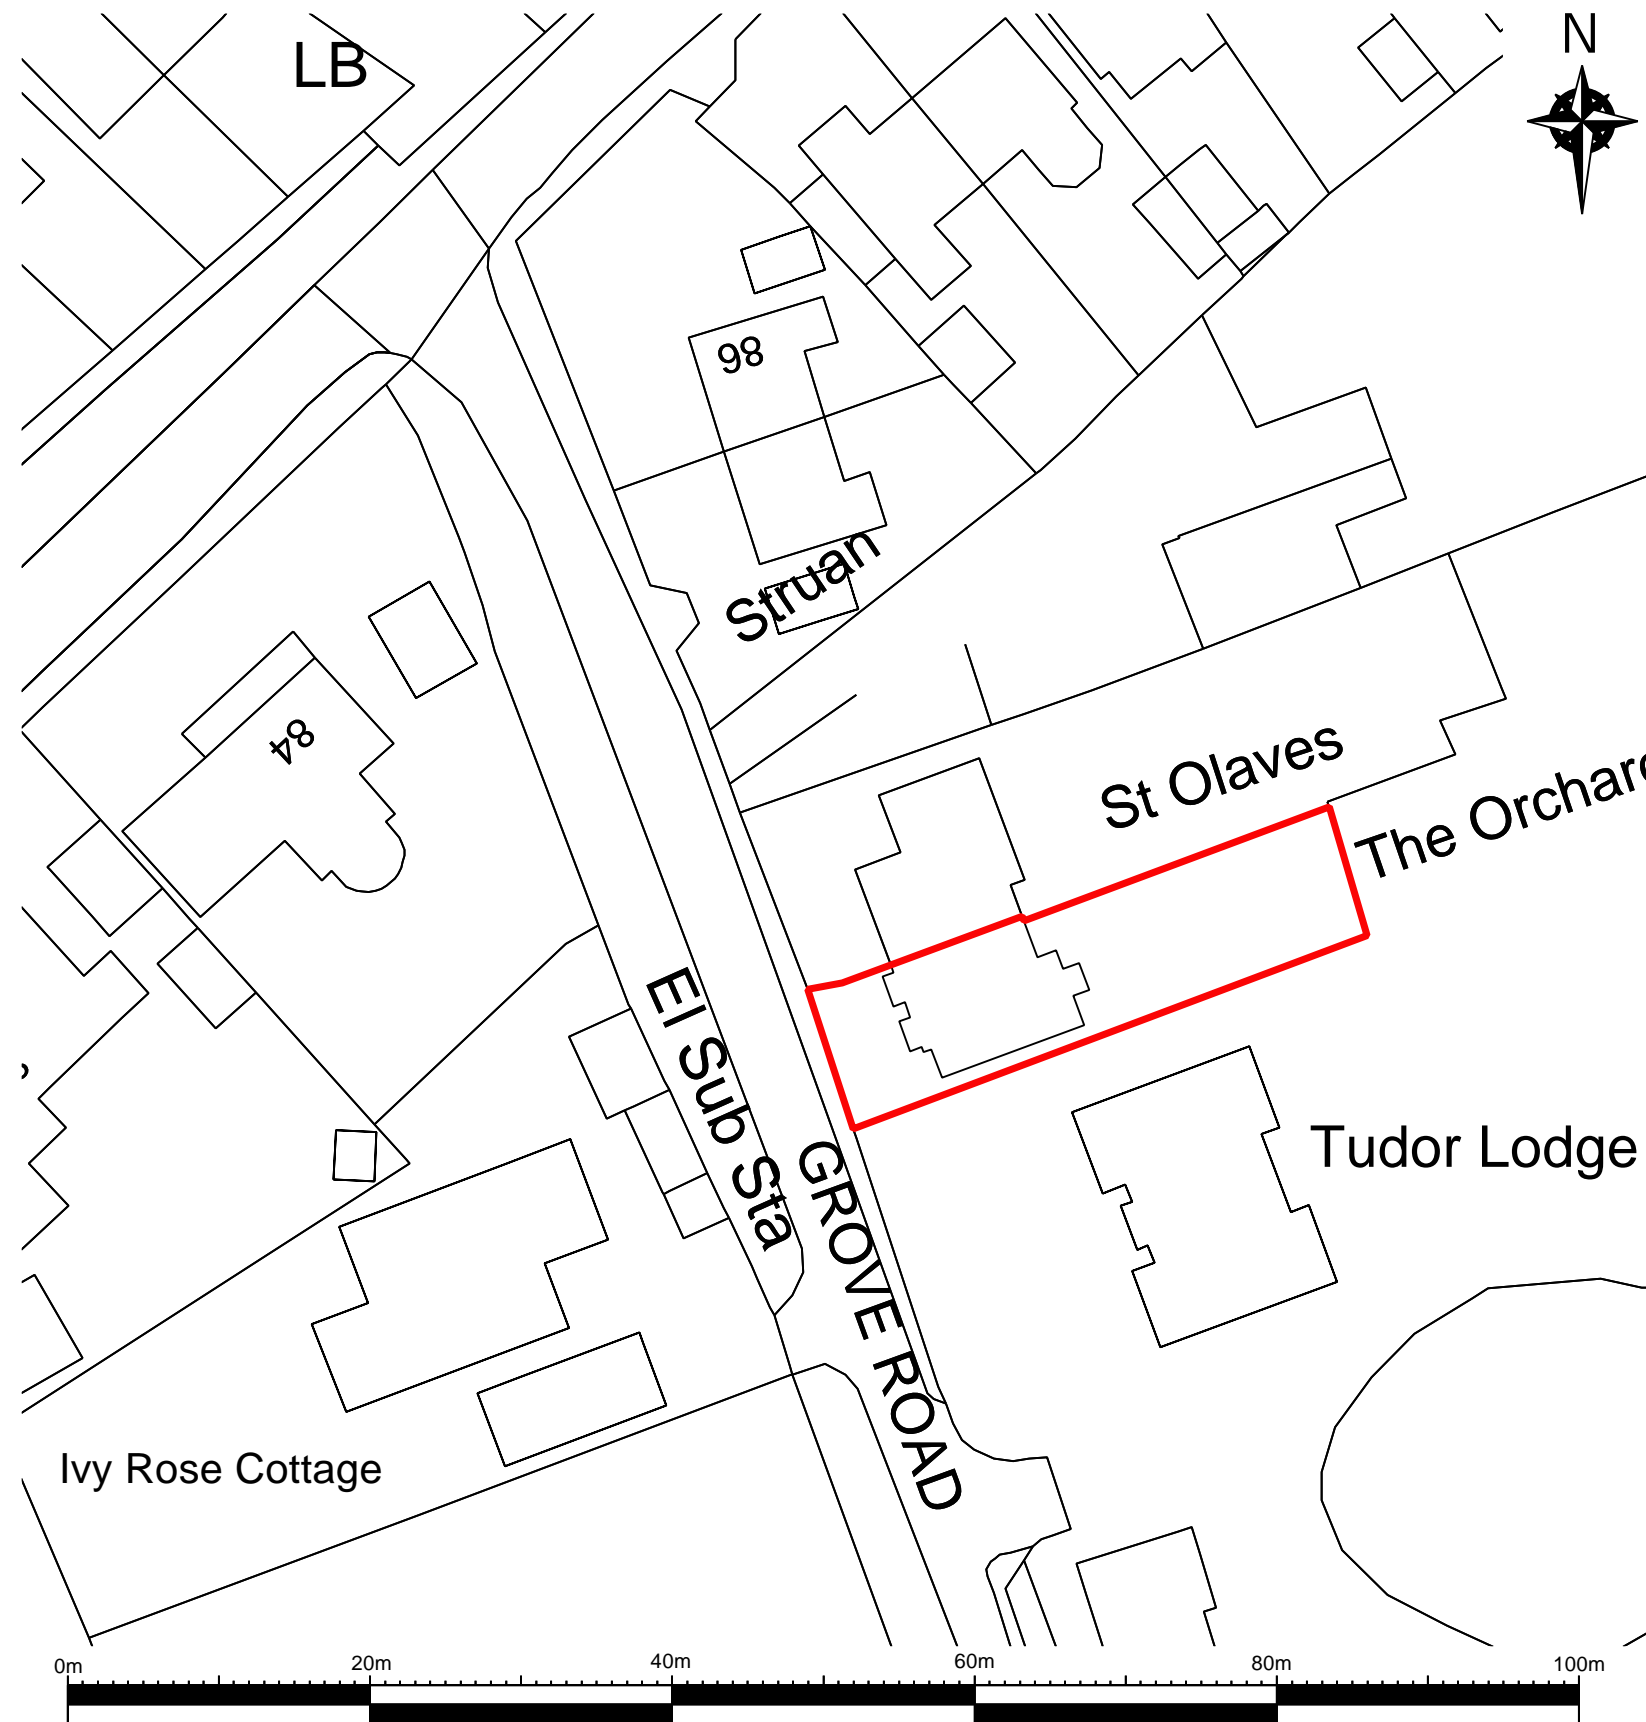 LB
N
86
Struan
84
St Olaves
The Orchard
El Sub Sta
GROVE ROAD
Tudor Lodge
Ivy Rose Cottage
0m 20m 40m 60m 80m 100m